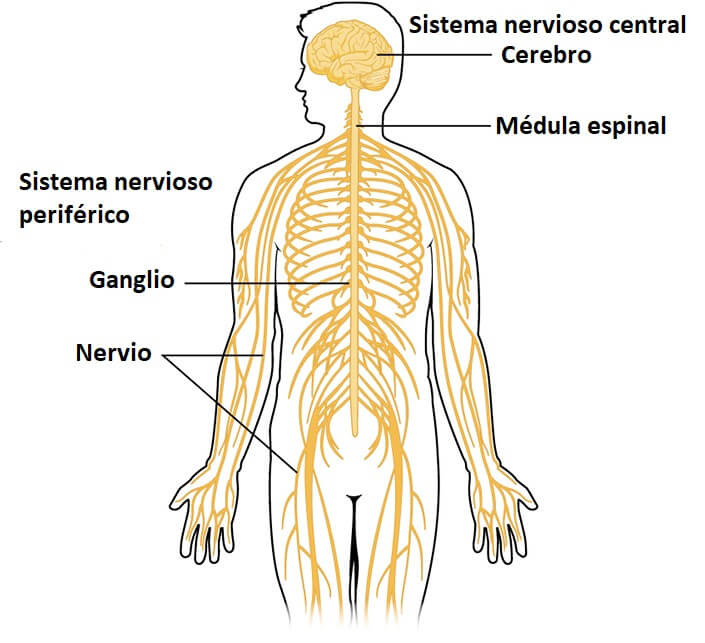 Sistema nervioso central
Cerebro
Médula espinal
Sistema nervioso
periférico
Ganglio
Nervio